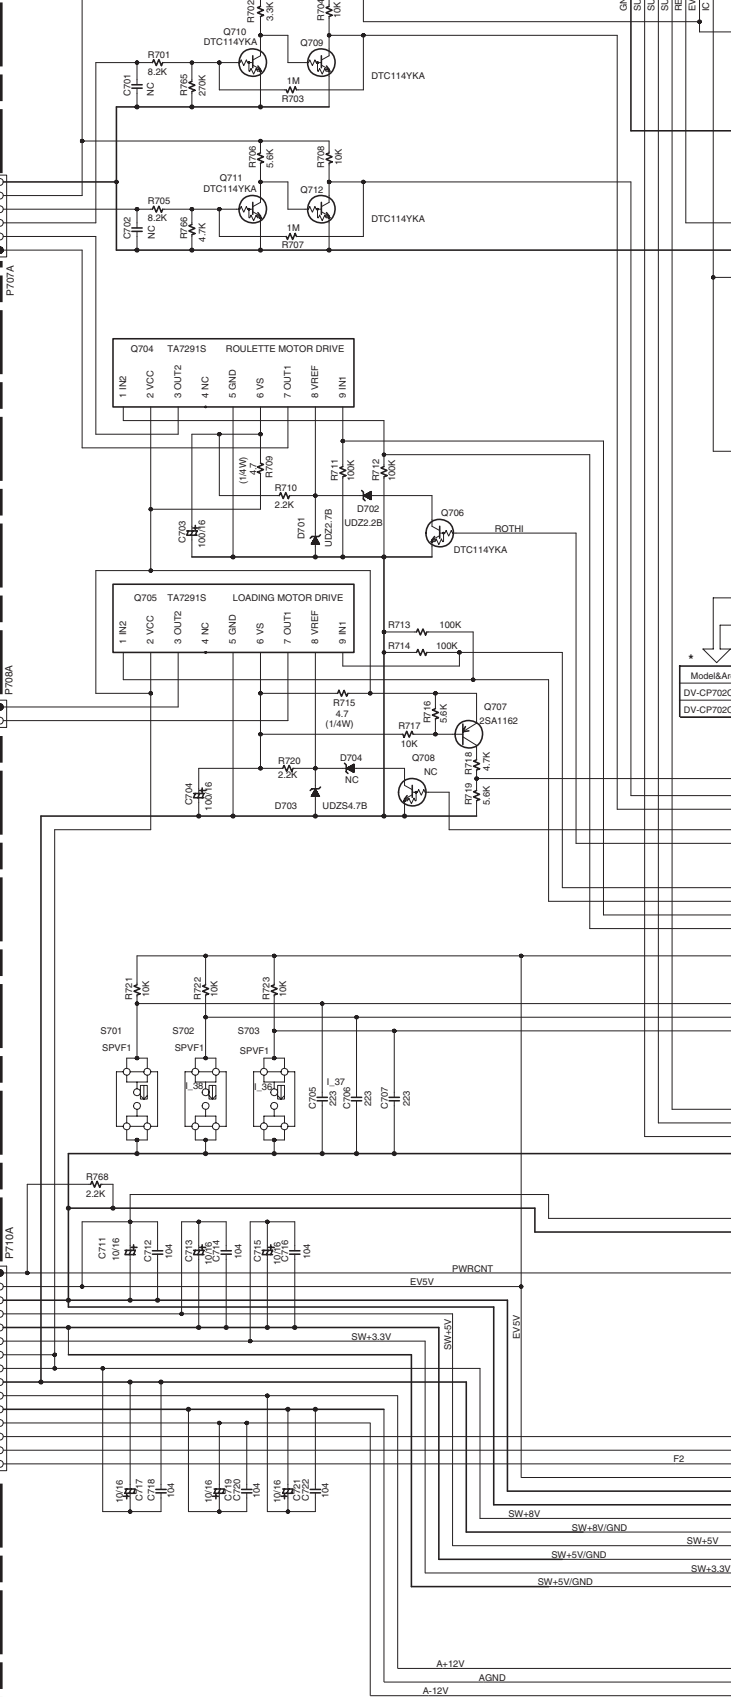 R702
3.3K
R704
10K
GN
SU
SU
SU
RE
EV
IC
Q710
DTC114YKA
Q709
R701
8.2K
C701
NC
R765
270K
1M
R703
DTC114YKA
R706
5.6K
R708
10K
Q711
DTC114YKA
Q712
R705
8.2K
C702
NC
R766
4.7K
1M
R707
DTC114YKA
P707A
Q704 TA7291S ROULETTE MOTOR DRIVE
1 IN2
2 VCC
3 OUT2
4 NC
5 GND
6 VS
7 OUT1
8 VREF
9 IN1
(1/4W)
4.7
R709
R711
100K
R712
100K
R710
2.2K
C703
100/16
D701
UDZ2.7B
D702
UDZ2.2B
Q706
DTC114YKA
ROTHI
Q705 TA7291S LOADING MOTOR DRIVE
1 IN2
2 VCC
3 OUT2
4 NC
5 GND
6 VS
7 OUT1
8 VREF
9 IN1
R713 100K
R714 100K
P708A
*
Model&Ar
DV-CP702
DV-CP702
R715
4.7
(1/4W)
R716
5.6K
Q707
2SA1162
R717
10K
R718
4.7K
R719
5.6K
R720
2.2K
D704
NC
Q708
NC
C704
100/16
D703 UDZS4.7B
R721
10K
R722
10K
R723
10K
S701
SPVF1
S702
SPVF1
S703
SPVF1
I_38
I_36
I_37
C705
223
C706
223
C707
223
R768
2.2K
P710A
C711
10/16
C712
104
C713
10/16
C714
104
C715
10/16
C716
104
PWRCNT
EV5V
SW+3.3V
SW+5V
EV5V
F2
10/16
C717
C718
104
10/16
C719
C720
104
10/16
C721
C722
104
SW+8V
SW+8V/GND
SW+5V
SW+5V/GND
SW+3.3V
SW+5V/GND
A+12V
AGND
A-12V